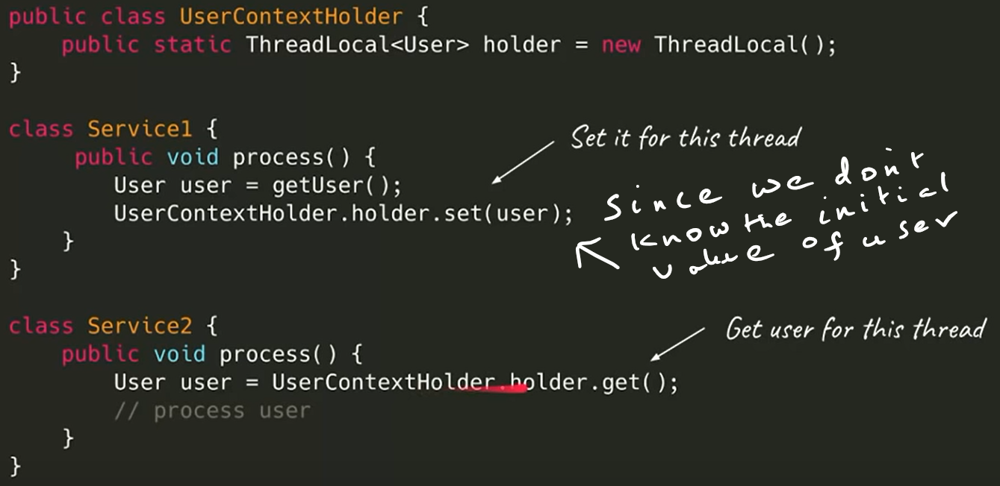 public class UserContextHolder {
public static ThreadLocal<User> holder = new ThreadLocal();
}
class Service1 {
Set it for this thread
public void process() {
User user = getUser();
UserContextHolder.holder.set(user);
since we don't
know the initial
value of user
}
}
class Service2 {
Get user for this thread
public void process() {
User user = UserContextHolder.holder.get();
// process user
}
}